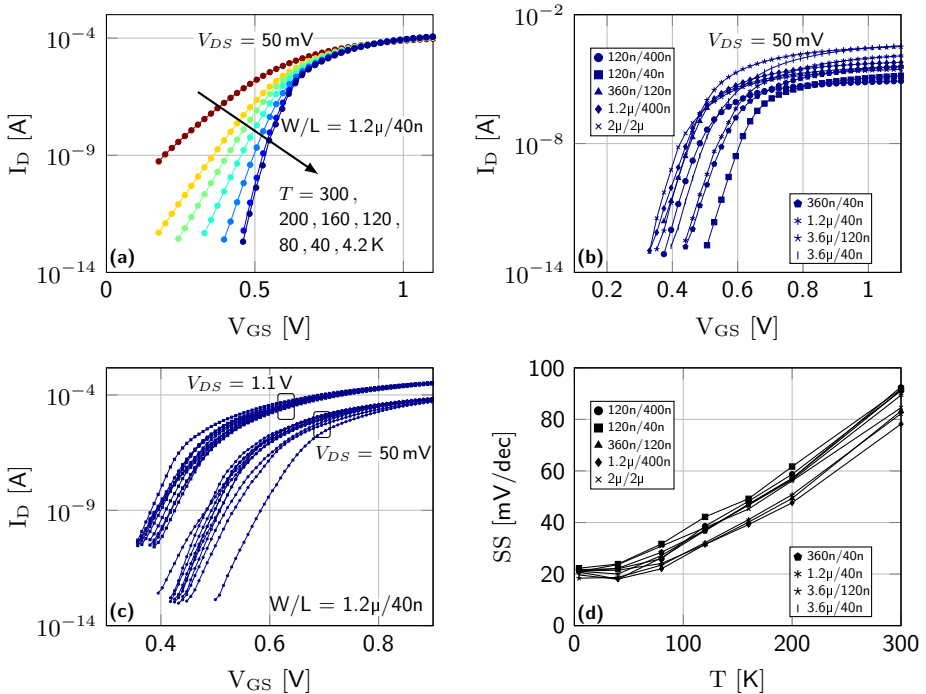 10⁻⁴
10⁻⁹
10⁻¹⁴
I_D [A]
V_DS = 50 mV
W/L = 1.2µ/40n
T = 300 ,
200 , 160 , 120 ,
80 , 40 , 4.2 K
(a)
0 0.5 1
V_GS [V]
10⁻²
10⁻⁸
10⁻¹⁴
I_D [A]
V_DS = 50 mV
120n/400n
120n/40n
360n/120n
1.2µ/400n
2µ/2µ
360n/40n
1.2µ/40n
3.6µ/120n
3.6µ/40n
(b)
0.2 0.4 0.6 0.8 1
V_GS [V]
10⁻⁴
10⁻⁹
10⁻¹⁴
I_D [A]
V_DS = 1.1 V
V_DS = 50 mV
W/L = 1.2µ/40n
(c)
0.4 0.6 0.8
V_GS [V]
100
80
60
40
20
0
SS [mV/dec]
120n/400n
120n/40n
360n/120n
1.2µ/400n
2µ/2µ
360n/40n
1.2µ/40n
3.6µ/120n
3.6µ/40n
(d)
0 100 200 300
T [K]